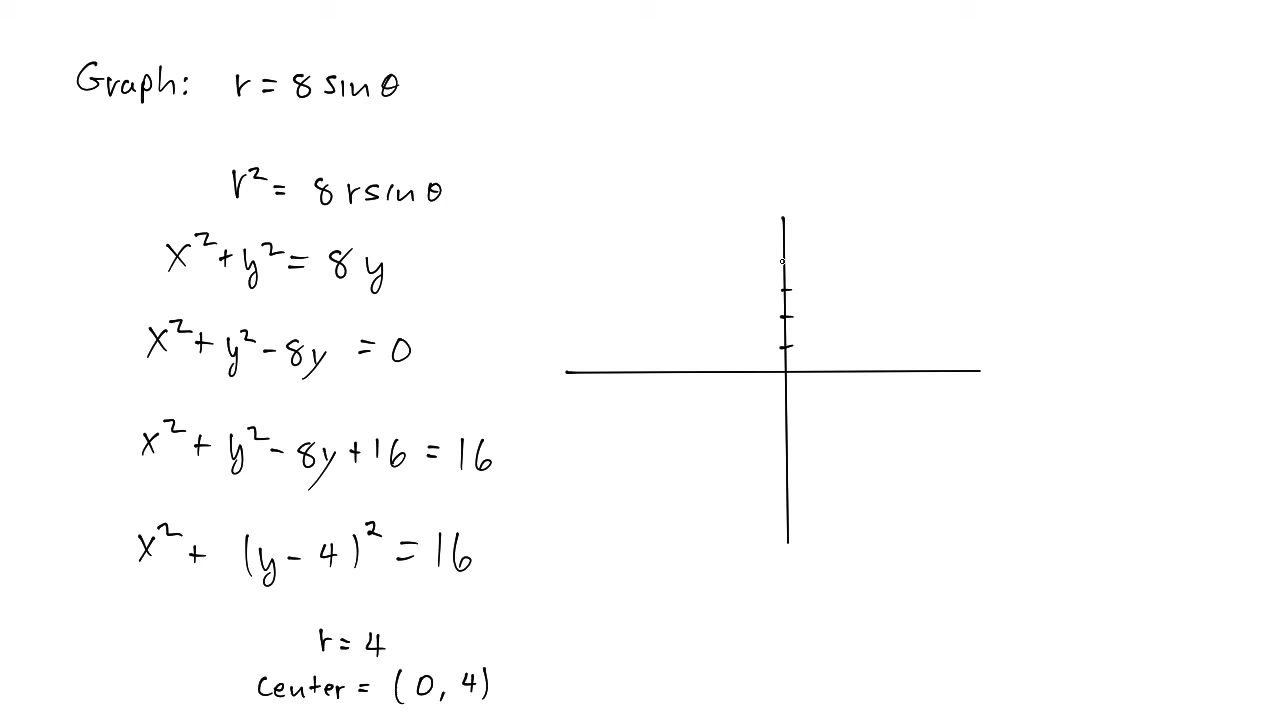 Graph: r = 8 sin θ
r² = 8 r sin θ
x² + y² = 8y
x² + y² - 8y = 0
x² + y² - 8y + 16 = 16
x² + (y - 4)² = 16
r = 4
Center = (0, 4)